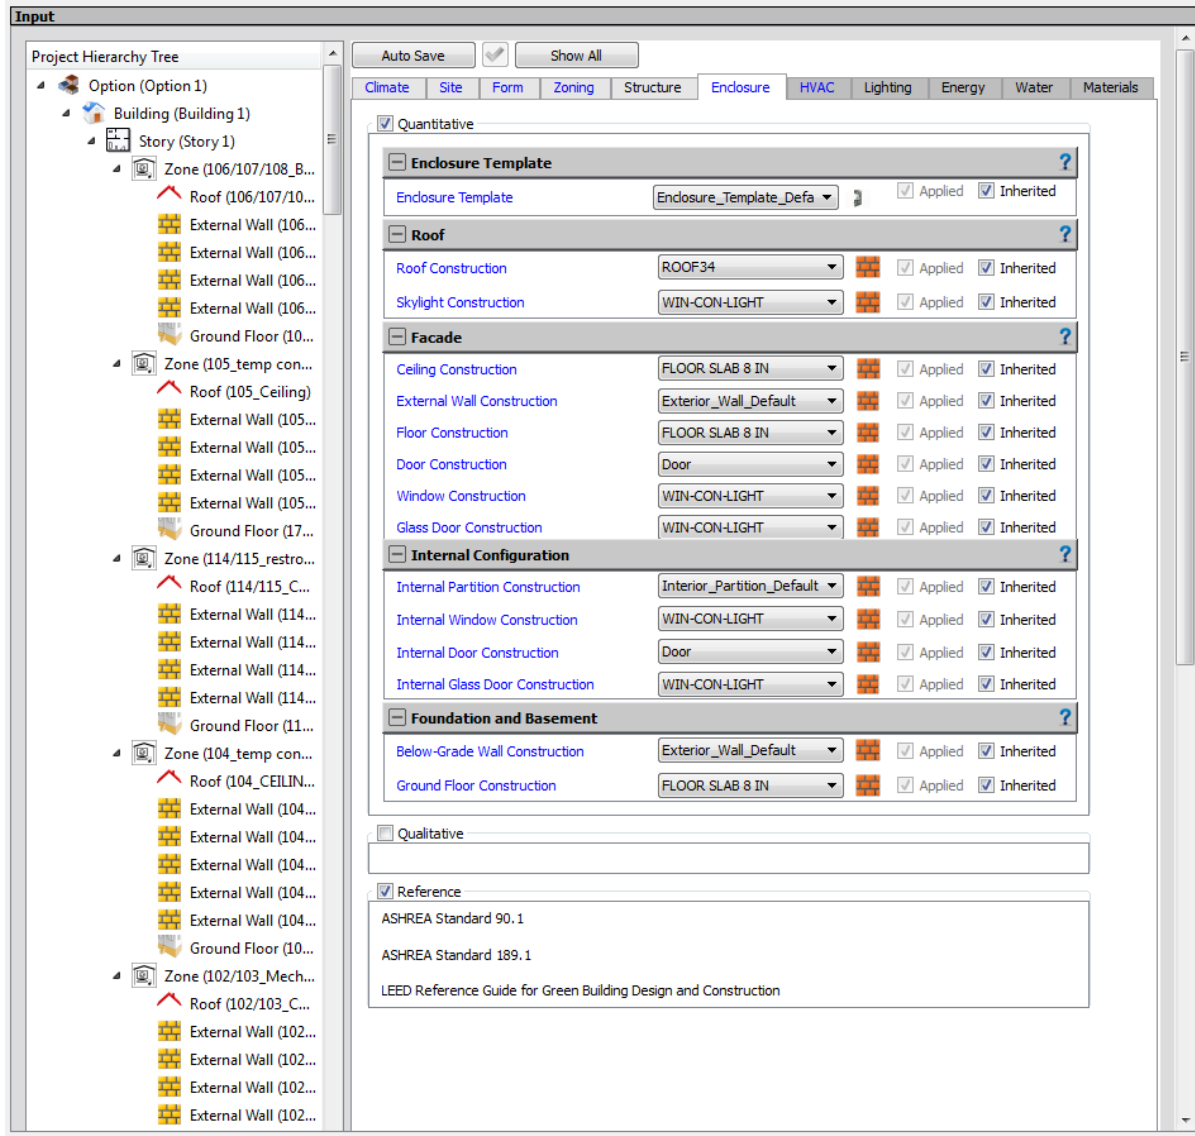 Input
Project Hierarchy Tree
Option (Option 1)
Building (Building 1)
Story (Story 1)
Zone (106/107/108_B...
Roof (106/107/10...
External Wall (106...
External Wall (106...
External Wall (106...
External Wall (106...
Ground Floor (10...
Zone (105_temp con...
Roof (105_Ceiling)
External Wall (105...
External Wall (105...
External Wall (105...
External Wall (105...
Ground Floor (17...
Zone (114/115_restro...
Roof (114/115_C...
External Wall (114...
External Wall (114...
External Wall (114...
External Wall (114...
Ground Floor (11...
Zone (104_temp con...
Roof (104_CEILIN...
External Wall (104...
External Wall (104...
External Wall (104...
External Wall (104...
External Wall (104...
Ground Floor (10...
Zone (102/103_Mech...
Roof (102/103_C...
External Wall (102...
External Wall (102...
External Wall (102...
External Wall (102...
Auto Save Show All
Climate Site Form Zoning Structure Enclosure HVAC Lighting Energy Water Materials
Quantitative
Enclosure Template ?
Enclosure Template Enclosure_Template_Defa Applied Inherited
Roof ?
Roof Construction ROOF34 Applied Inherited
Skylight Construction WIN-CON-LIGHT Applied Inherited
Facade ?
Ceiling Construction FLOOR SLAB 8 IN Applied Inherited
External Wall Construction Exterior_Wall_Default Applied Inherited
Floor Construction FLOOR SLAB 8 IN Applied Inherited
Door Construction Door Applied Inherited
Window Construction WIN-CON-LIGHT Applied Inherited
Glass Door Construction WIN-CON-LIGHT Applied Inherited
Internal Configuration ?
Internal Partition Construction Interior_Partition_Default Applied Inherited
Internal Window Construction WIN-CON-LIGHT Applied Inherited
Internal Door Construction Door Applied Inherited
Internal Glass Door Construction WIN-CON-LIGHT Applied Inherited
Foundation and Basement ?
Below-Grade Wall Construction Exterior_Wall_Default Applied Inherited
Ground Floor Construction FLOOR SLAB 8 IN Applied Inherited
Qualitative
Reference
ASHREA Standard 90.1
ASHREA Standard 189.1
LEED Reference Guide for Green Building Design and Construction